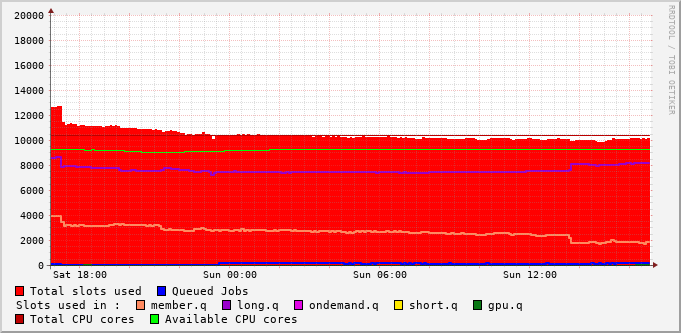 RRDTOOL / TOBI OETIKER
20000
18000
16000
14000
12000
10000
8000
6000
4000
2000
0
Sat 18:00 Sun 00:00 Sun 06:00 Sun 12:00
Total slots used Queued Jobs
Slots used in : member.q long.q ondemand.q short.q gpu.q
Total CPU cores Available CPU cores